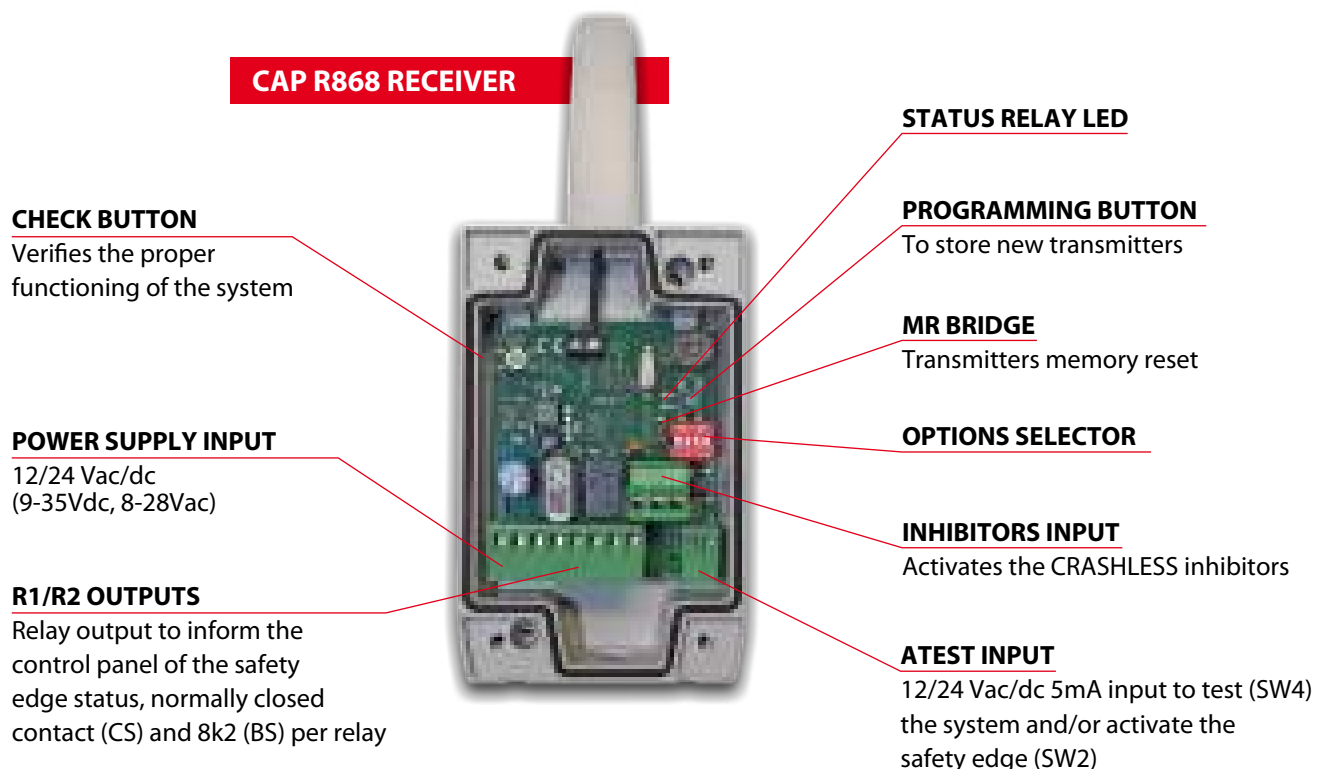 CAP R868 RECEIVER
CHECK BUTTON
Verifies the proper
functioning of the system
POWER SUPPLY INPUT
12/24 Vac/dc
(9-35Vdc, 8-28Vac)
R1/R2 OUTPUTS
Relay output to inform the
control panel of the safety
edge status, normally closed
contact (CS) and 8k2 (BS) per relay
STATUS RELAY LED
PROGRAMMING BUTTON
To store new transmitters
MR BRIDGE
Transmitters memory reset
OPTIONS SELECTOR
INHIBITORS INPUT
Activates the CRASHLESS inhibitors
ATEST INPUT
12/24 Vac/dc 5mA input to test (SW4)
the system and/or activate the
safety edge (SW2)